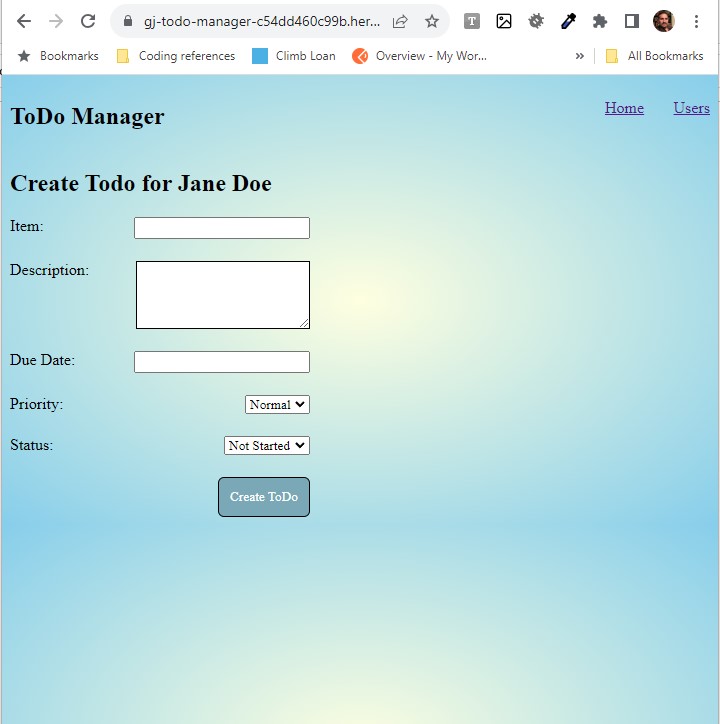 gj-todo-manager-c54dd460c99b.her...
Bookmarks Coding references Climb Loan Overview - My Wor... » All Bookmarks
ToDo Manager Home Users
Create Todo for Jane Doe
Item:
Description:
Due Date:
Priority: Normal
Status: Not Started
Create ToDo